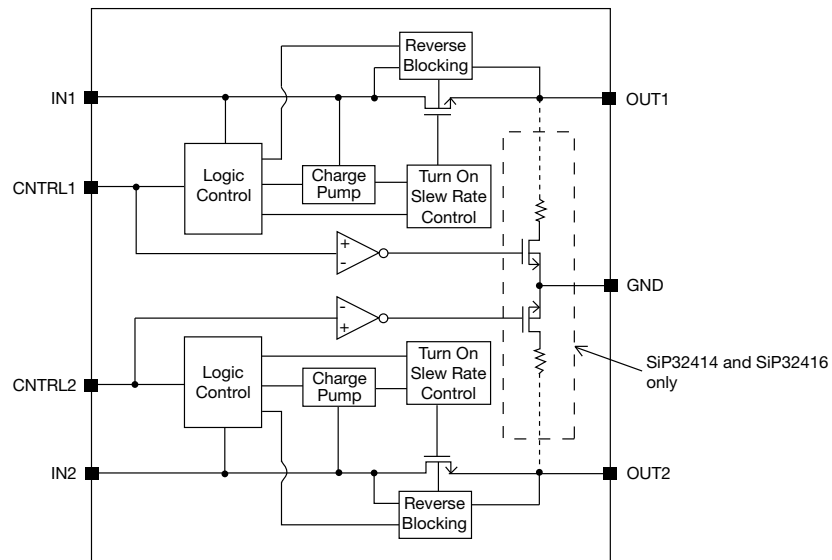 Reverse
Blocking
IN1
OUT1
Logic
Control
Charge
Pump
Turn On
Slew Rate
Control
CNTRL1
+
-
GND
-
+
SiP32414 and SiP32416
only
Logic
Control
Turn On
Slew Rate
Control
Charge
Pump
CNTRL2
IN2
OUT2
Reverse
Blocking